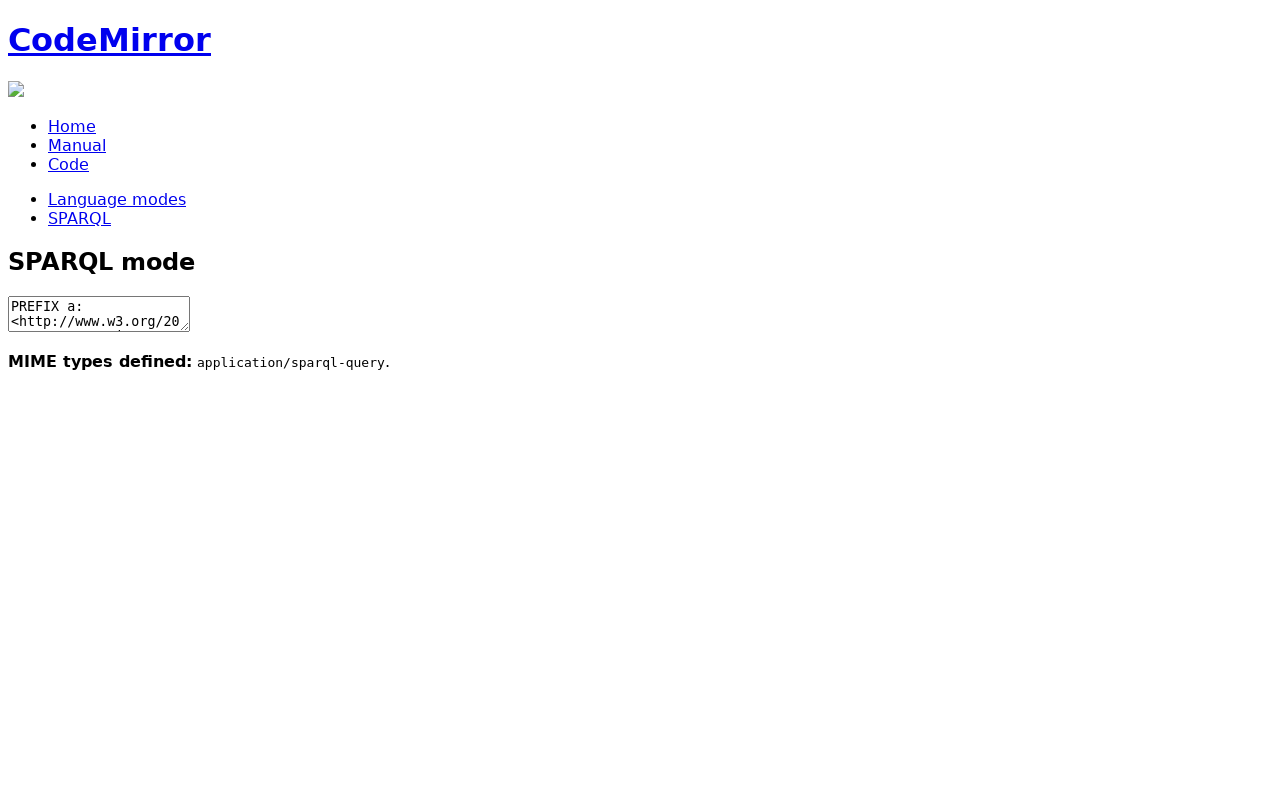 CodeMirror
Home
Manual
Code
Language modes
SPARQL
SPARQL mode
PREFIX a:
<http://www.w3.org/20
MIME types defined: application/sparql-query.